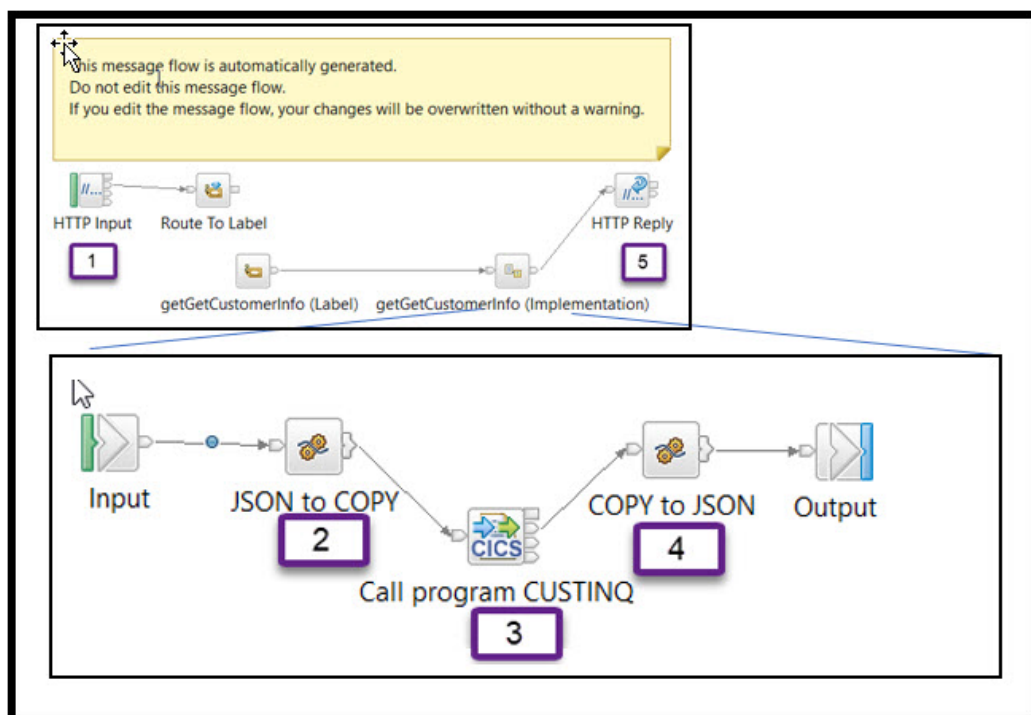 This message flow is automatically generated.
Do not edit this message flow.
If you edit the message flow, your changes will be overwritten without a warning.
//...
//...
HTTP Input
Route To Label
HTTP Reply
1
5
getGetCustomerInfo (Label)
getGetCustomerInfo (Implementation)
Input
JSON to COPY
COPY to JSON
Output
2
CICS
4
Call program CUSTINQ
3